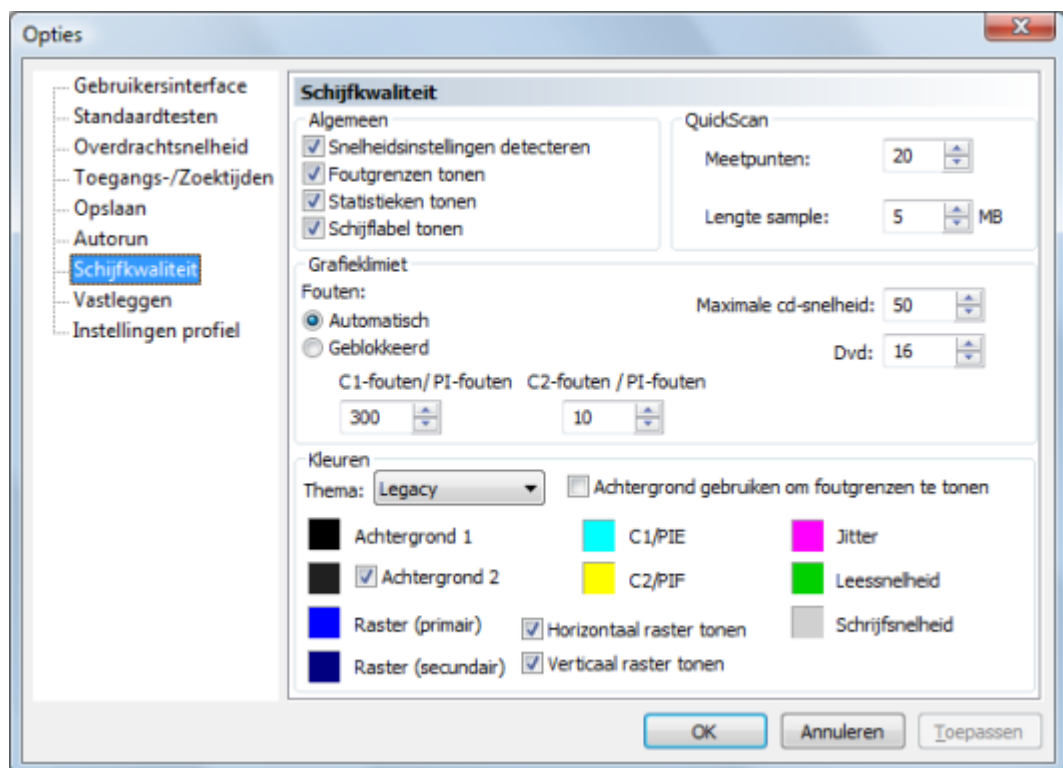 Opties
Gebruikersinterface
Standaardtesten
Overdrachtsnelheid
Toegangs-/Zoektijden
Opslaan
Autorun
Schijfkwaliteit
Vastleggen
Instellingen profiel
Schijfkwaliteit
Algemeen
Snelheidsinstellingen detecteren
Foutgrenzen tonen
Statistieken tonen
Schijflabel tonen
QuickScan
Meetpunten: 20
Lengte sample: 5 MB
Grafieklimiet
Fouten:
Automatisch
Geblokkeerd
C1-fouten/ PI-fouten C2-fouten / PI-fouten
300 10
Maximale cd-snelheid: 50
Dvd: 16
Kleuren
Thema: Legacy Achtergrond gebruiken om foutgrenzen te tonen
Achtergrond 1 C1/PIE Jitter
Achtergrond 2 C2/PIF Leessnelheid
Raster (primair) Horizontaal raster tonen Schrijfsnelheid
Raster (secundair) Verticaal raster tonen
OK Annuleren Toepassen